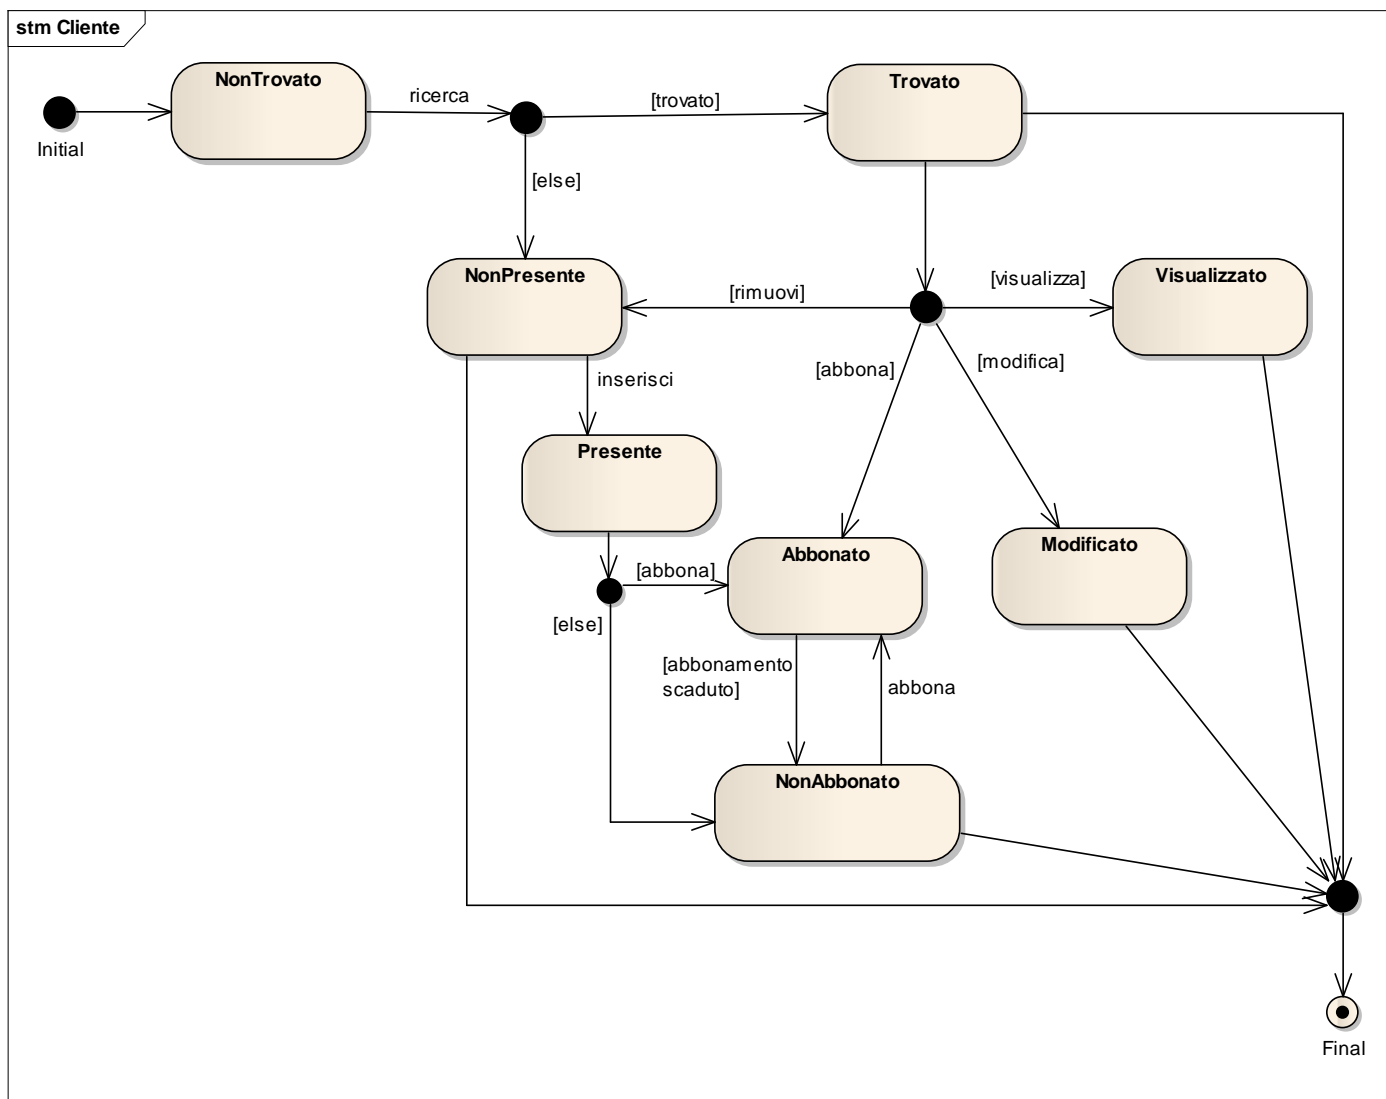 stm Cliente
NonTrovato
Trovato
ricerca
[trovato]
Initial
[else]
NonPresente
[rimuovi]
[visualizza]
Visualizzato
inserisci
[abbona]
[modifica]
Presente
Abbonato
Modificato
[abbona]
[else]
[abbonamento
scaduto]
abbona
NonAbbonato
Final